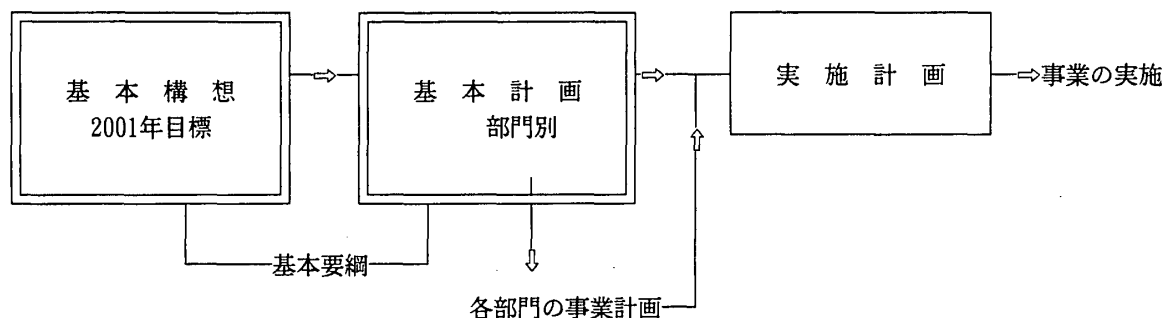 基本構想
2001年目標
基本計画
部門別
実施計画
事業の実施
基本要綱
各部門の事業計画